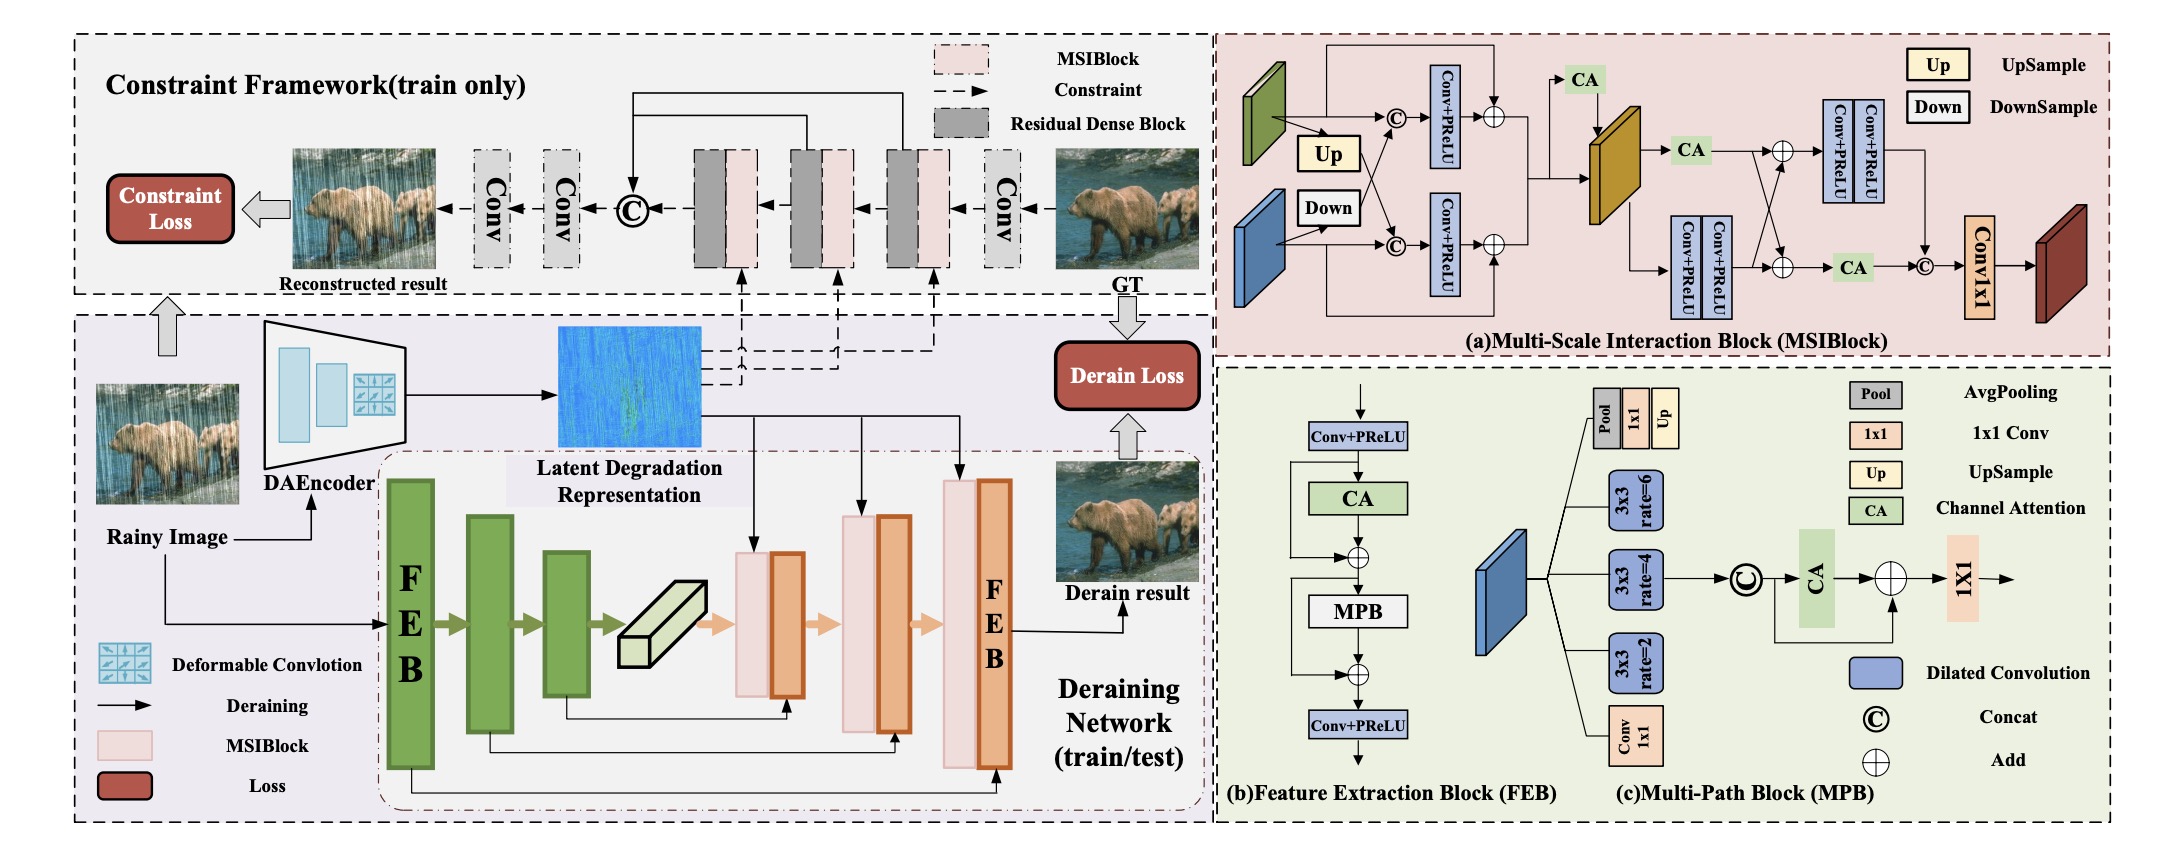 Constraint Framework(train only)
MSIBlock
Constraint
Residual Dense Block
Constraint
Loss
Conv
Conv
C
Conv
Reconstructed result
GT
Rainy Image
DAEncoder
Latent Degradation
Representation
Derain Loss
Derain result
FEB
FEB
Deraining
Network
(train/test)
Deformable Convlotion
Deraining
MSIBlock
Loss
Up
Down
C
C
Conv+PReLU
Conv+PReLU
CA
CA
Conv+PReLU
Conv+PReLU
Conv+PReLU
Conv+PReLU
CA
C
Conv1x1
Up
UpSample
Down
DownSample
(a)Multi-Scale Interaction Block (MSIBlock)
Conv+PReLU
CA
MPB
Conv+PReLU
(b)Feature Extraction Block (FEB)
Pool
1x1
Up
3x3
rate=6
3x3
rate=4
3x3
rate=2
Conv
1x1
C
CA
1X1
Pool
AvgPooling
1x1
1x1 Conv
Up
UpSample
CA
Channel Attention
Dilated Convolution
C
Concat
Add
(c)Multi-Path Block (MPB)